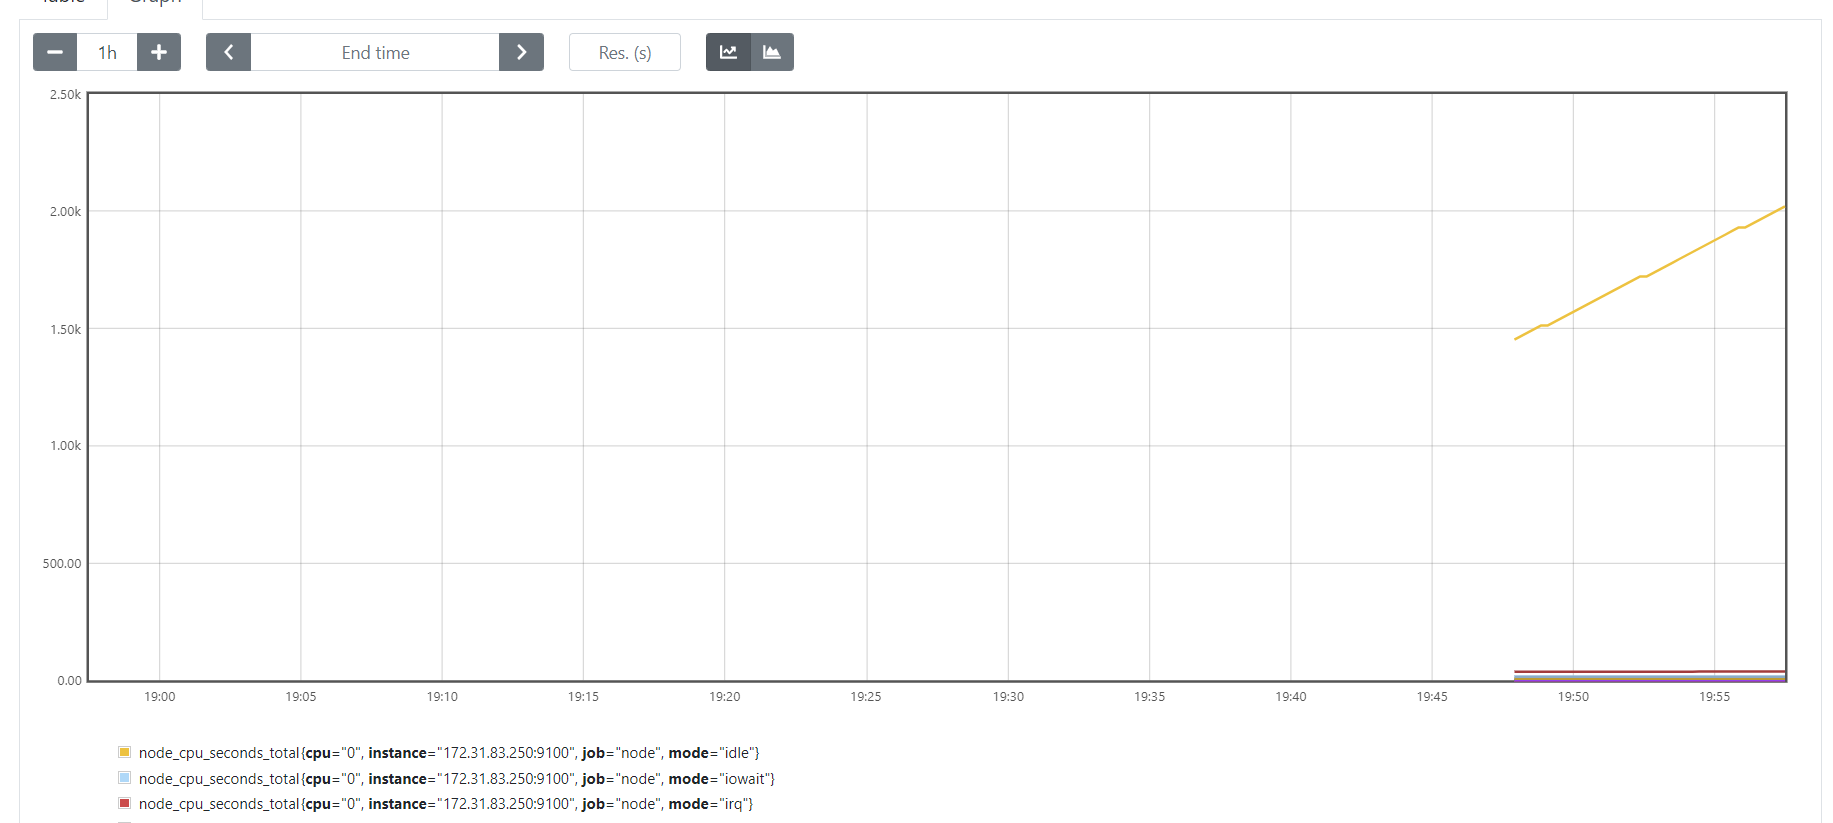 Table Graph
1h End time Res. (s)
2.50k
2.00k
1.50k
1.00k
500.00
0.00
19:00 19:05 19:10 19:15 19:20 19:25 19:30 19:35 19:40 19:45 19:50 19:55
node_cpu_seconds_total{cpu="0", instance="172.31.83.250:9100", job="node", mode="idle"}
node_cpu_seconds_total{cpu="0", instance="172.31.83.250:9100", job="node", mode="iowait"}
node_cpu_seconds_total{cpu="0", instance="172.31.83.250:9100", job="node", mode="irq"}